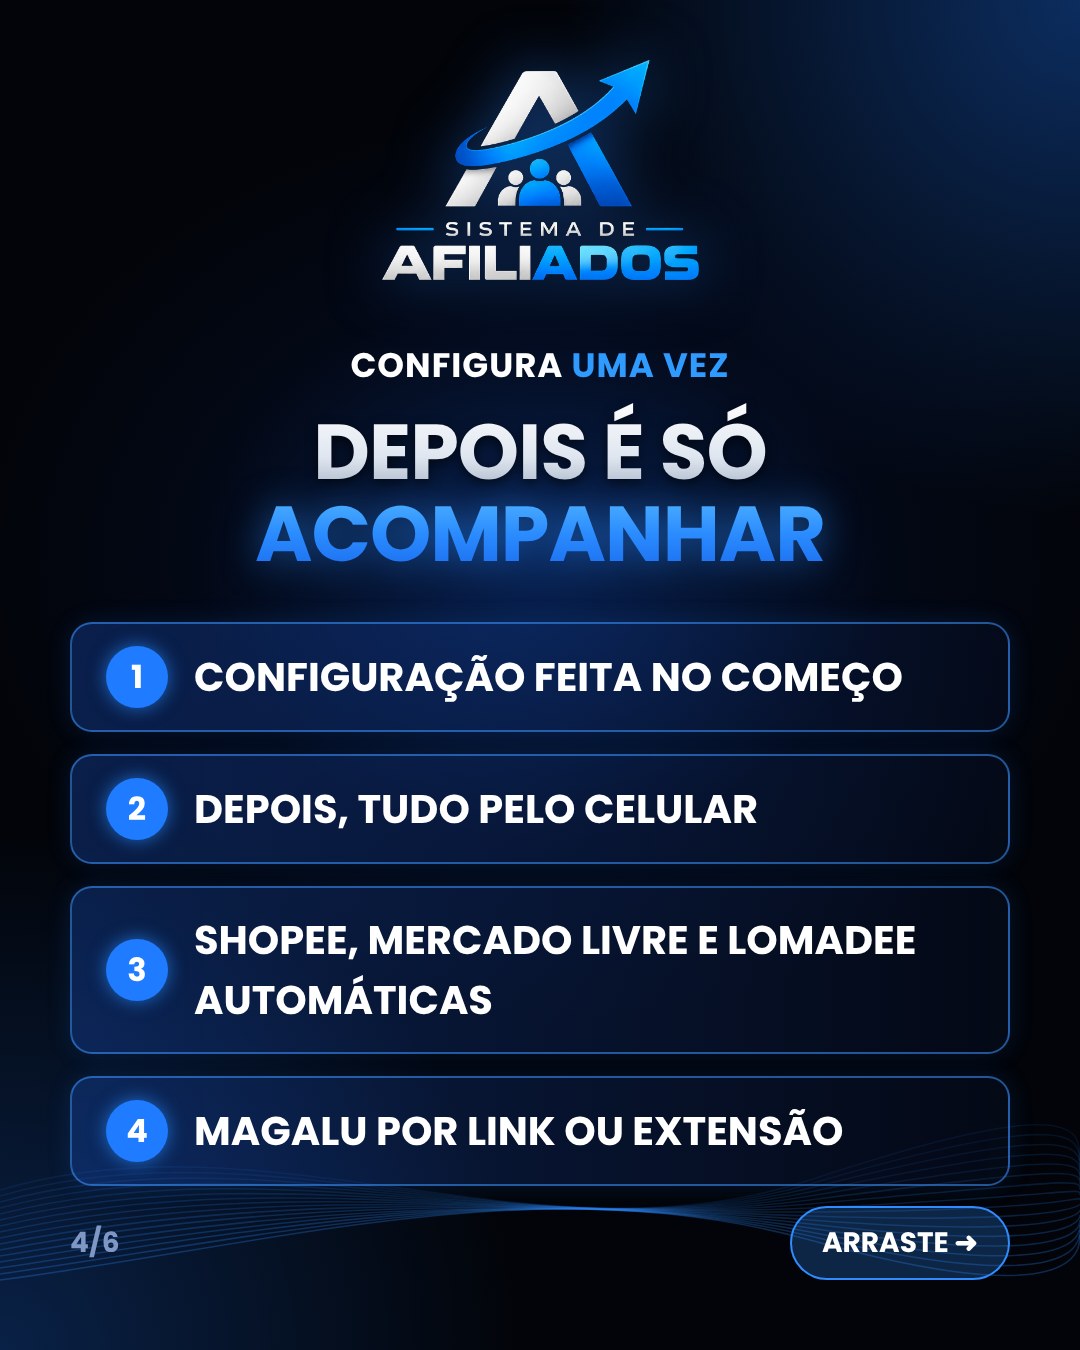 SISTEMA DE
AFILIADOS
CONFIGURA UMA VEZ
DEPOIS É SÓ
ACOMPANHAR
1 CONFIGURAÇÃO FEITA NO COMEÇO
2 DEPOIS, TUDO PELO CELULAR
3 SHOPEE, MERCADO LIVRE E LOMADEE
AUTOMÁTICAS
4 MAGALU POR LINK OU EXTENSÃO
4/6
ARRASTE →